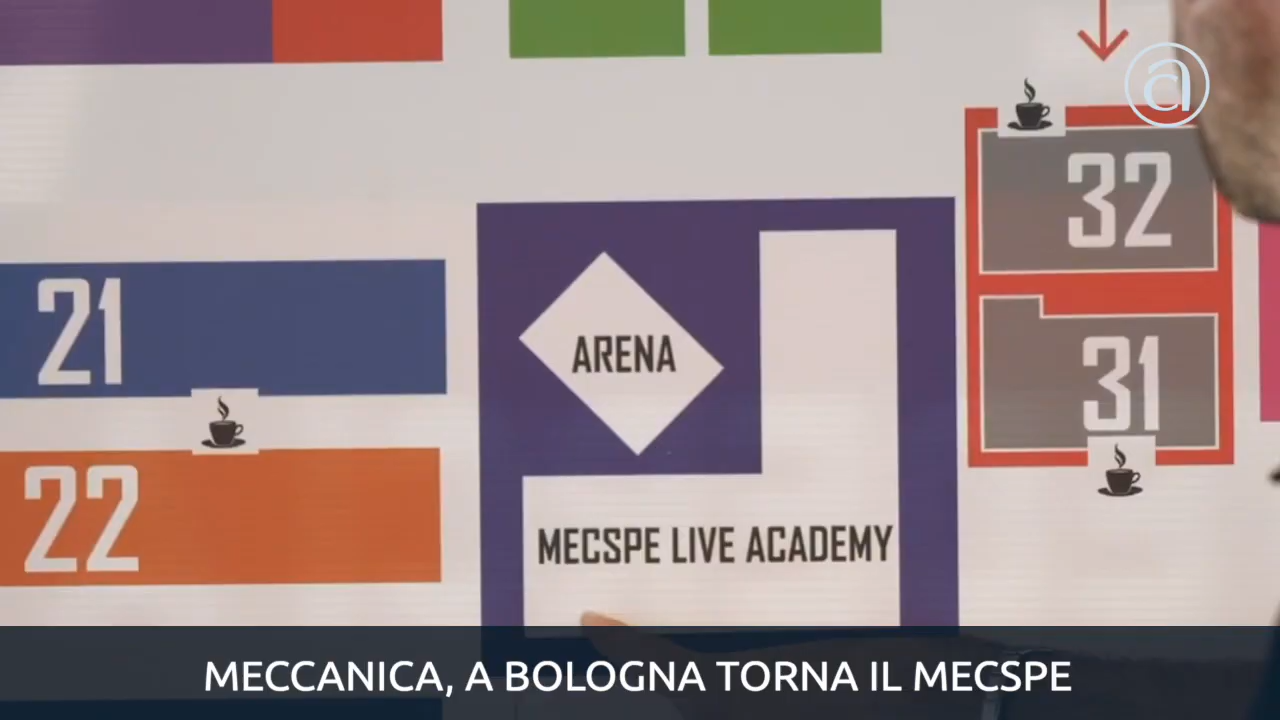 32
21
ARENA
31
22
MECSPE LIVE ACADEMY
MECCANICA, A BOLOGNA TORNA IL MECSPE